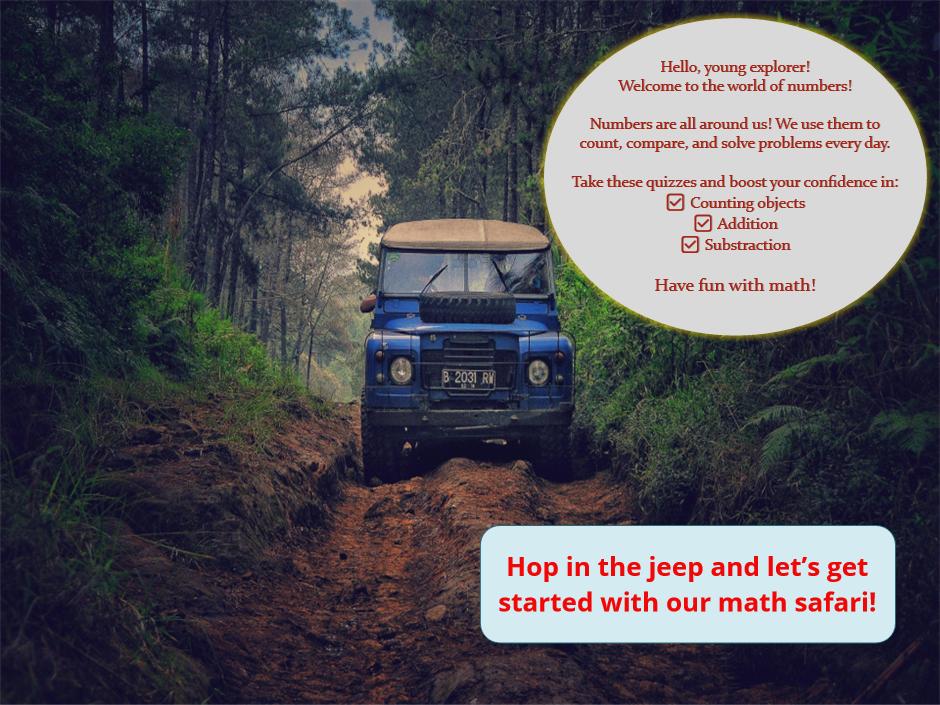 Hello, young explorer!
Welcome to the world of numbers!
Numbers are all around us! We use them to
count, compare, and solve problems every day.
Take these quizzes and boost your confidence in:
Counting objects
Addition
Substraction
Have fun with math!
B 2031 RW
Hop in the jeep and let’s get
started with our math safari!